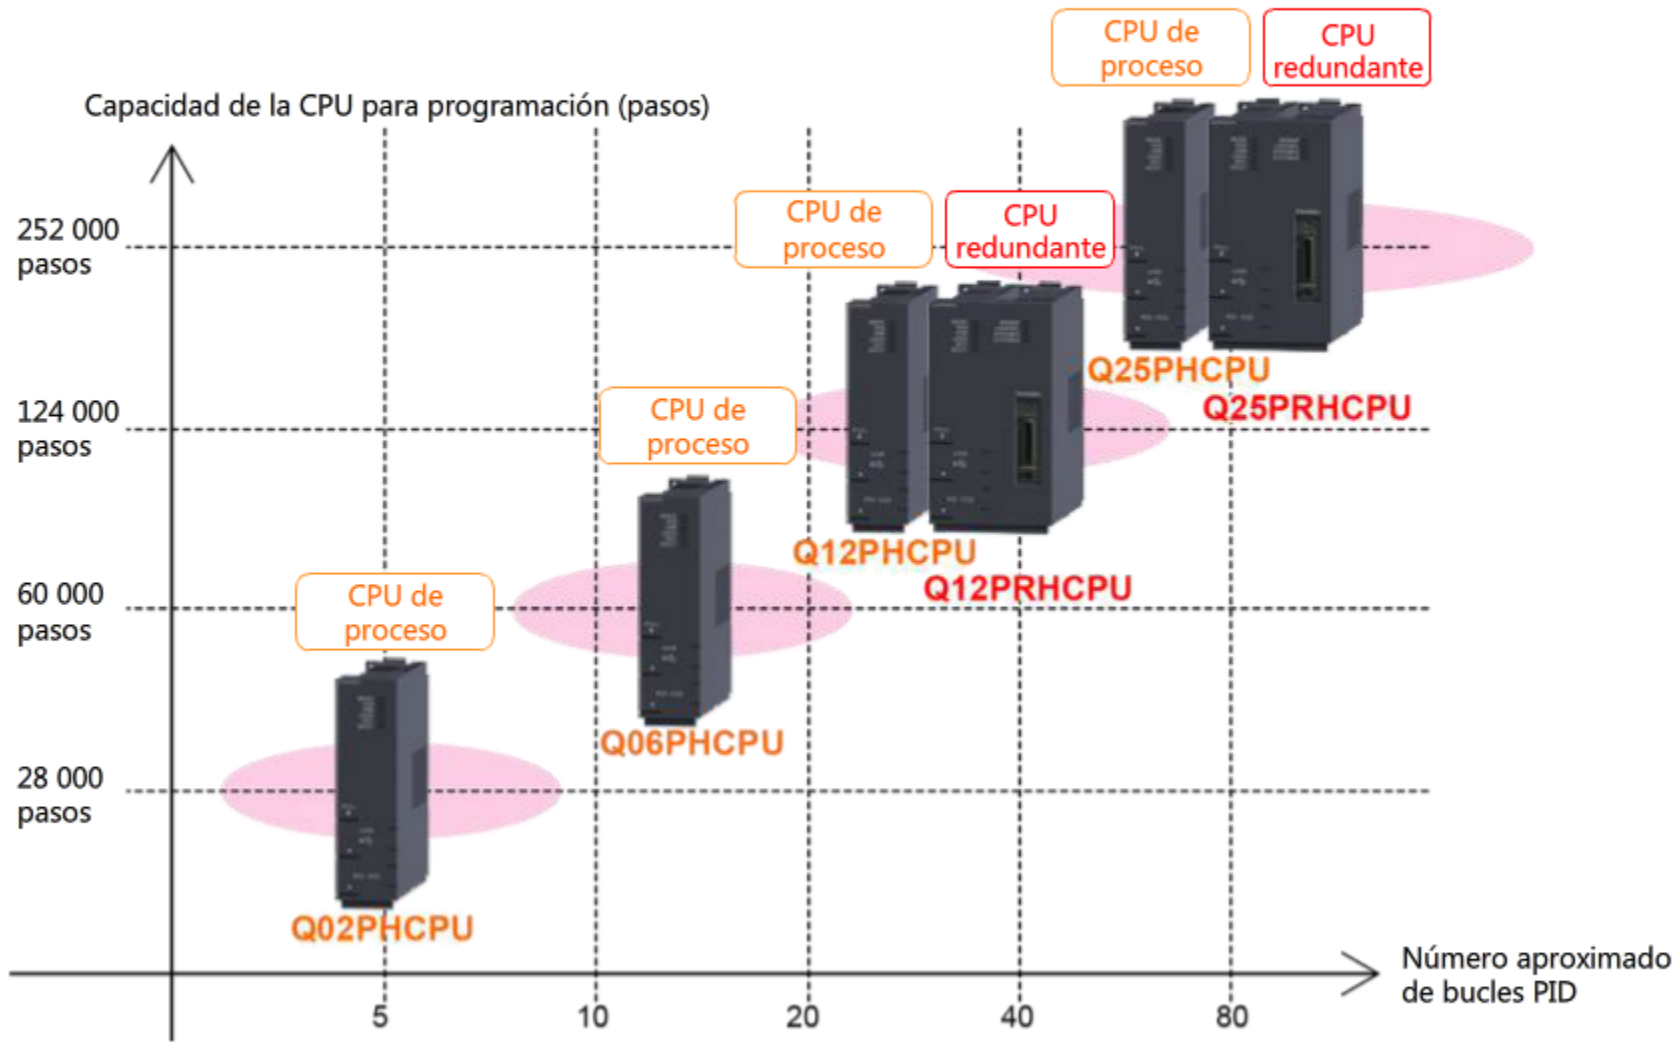 CPU de
proceso
CPU
redundante
Capacidad de la CPU para programación (pasos)
CPU de
proceso
CPU
redundante
252 000
pasos
Q25PHCPU
Q25PRHCPU
CPU de
proceso
124 000
pasos
Q12PHCPU
Q12PRHCPU
CPU de
proceso
60 000
pasos
Q06PHCPU
28 000
pasos
Q02PHCPU
Número aproximado
de bucles PID
5
10
20
40
80